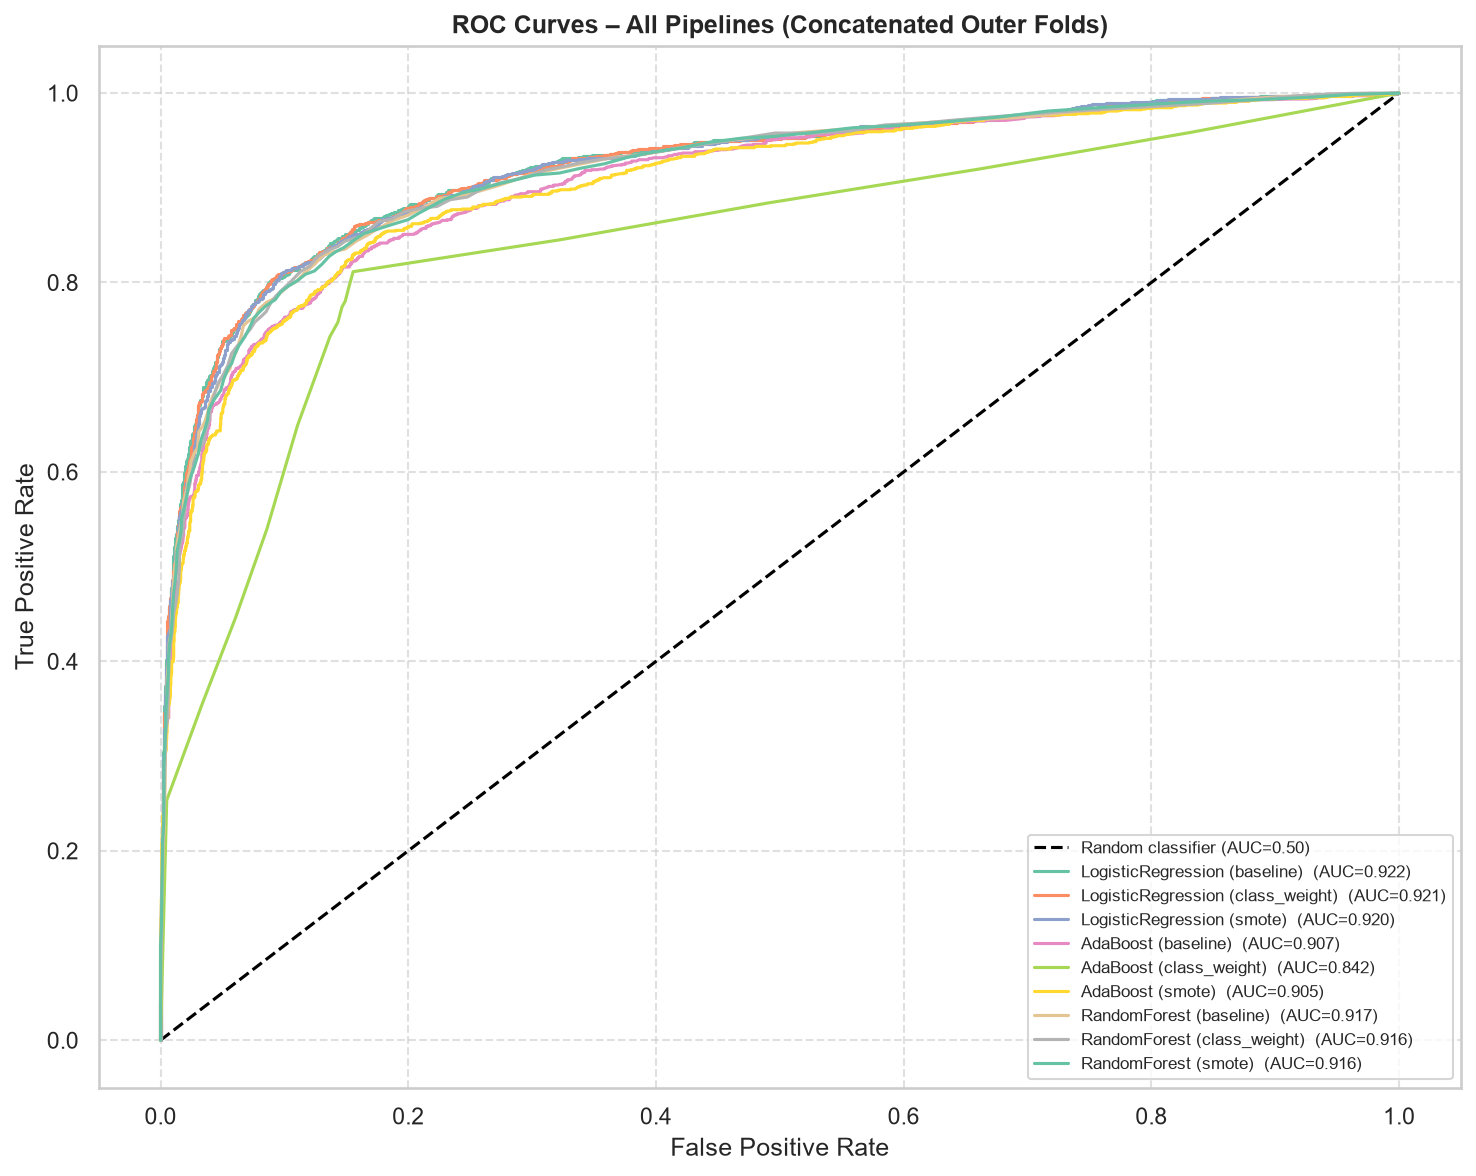 ROC Curves – All Pipelines (Concatenated Outer Folds)
True Positive Rate
1.0
0.8
0.6
0.4
0.2
0.0
0.0 0.2 0.4 0.6 0.8 1.0
False Positive Rate
Random classifier (AUC=0.50)
LogisticRegression (baseline)  (AUC=0.922)
LogisticRegression (class_weight)  (AUC=0.921)
LogisticRegression (smote)  (AUC=0.920)
AdaBoost (baseline)  (AUC=0.907)
AdaBoost (class_weight)  (AUC=0.842)
AdaBoost (smote)  (AUC=0.905)
RandomForest (baseline)  (AUC=0.917)
RandomForest (class_weight)  (AUC=0.916)
RandomForest (smote)  (AUC=0.916)